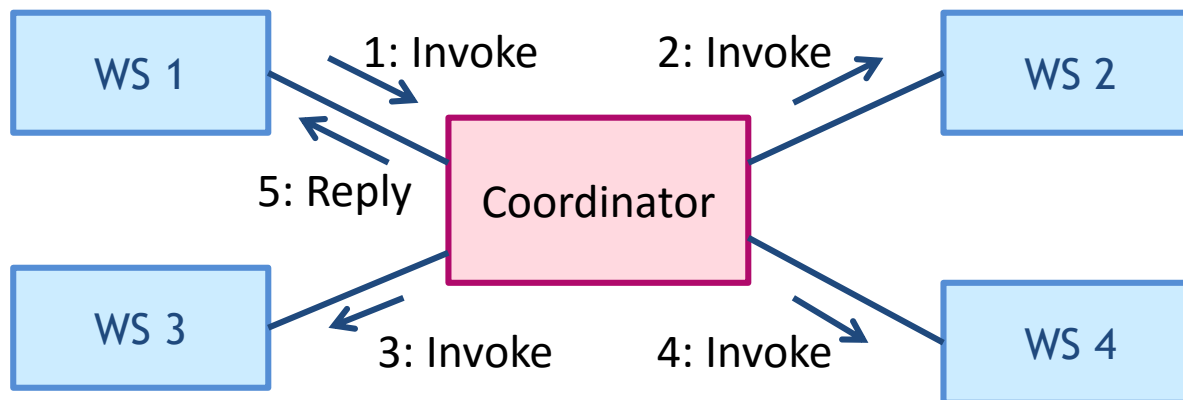 WS 1
1: Invoke
2: Invoke
WS 2
5: Reply
Coordinator
WS 3
3: Invoke
4: Invoke
WS 4